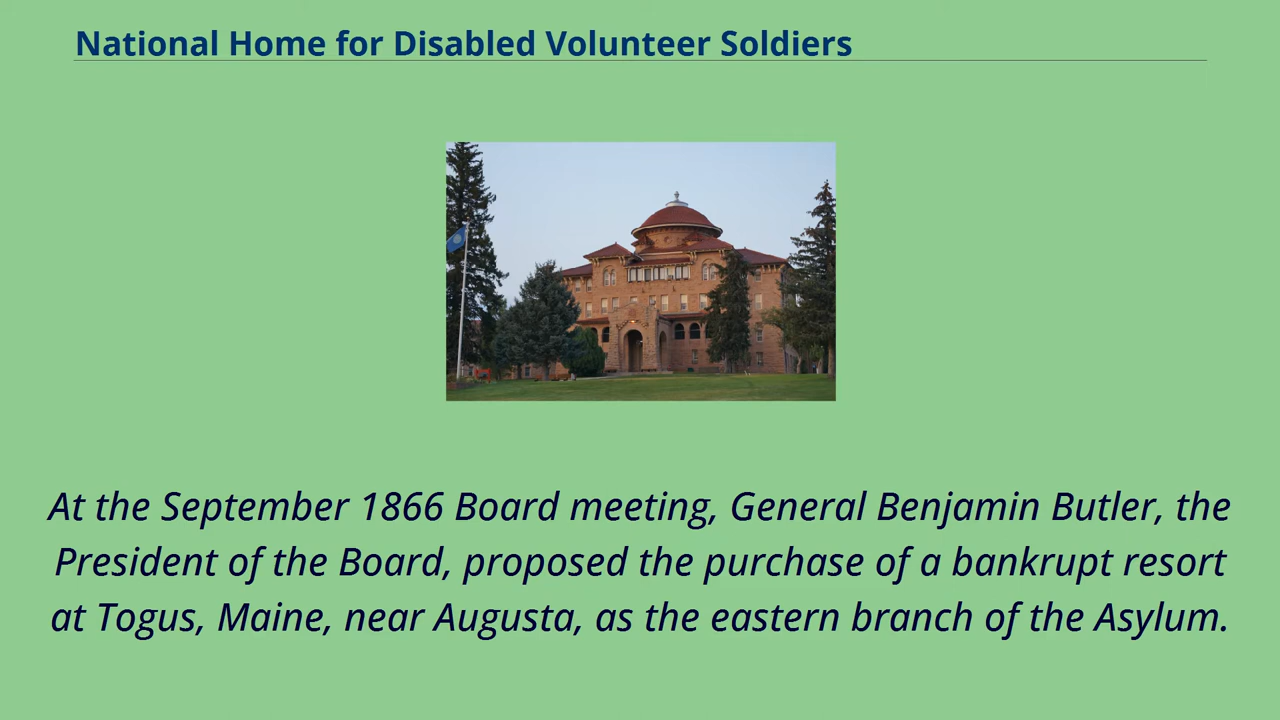 National Home for Disabled Volunteer Soldiers
At the September 1866 Board meeting, General Benjamin Butler, the
President of the Board, proposed the purchase of a bankrupt resort
at Togus, Maine, near Augusta, as the eastern branch of the Asylum.